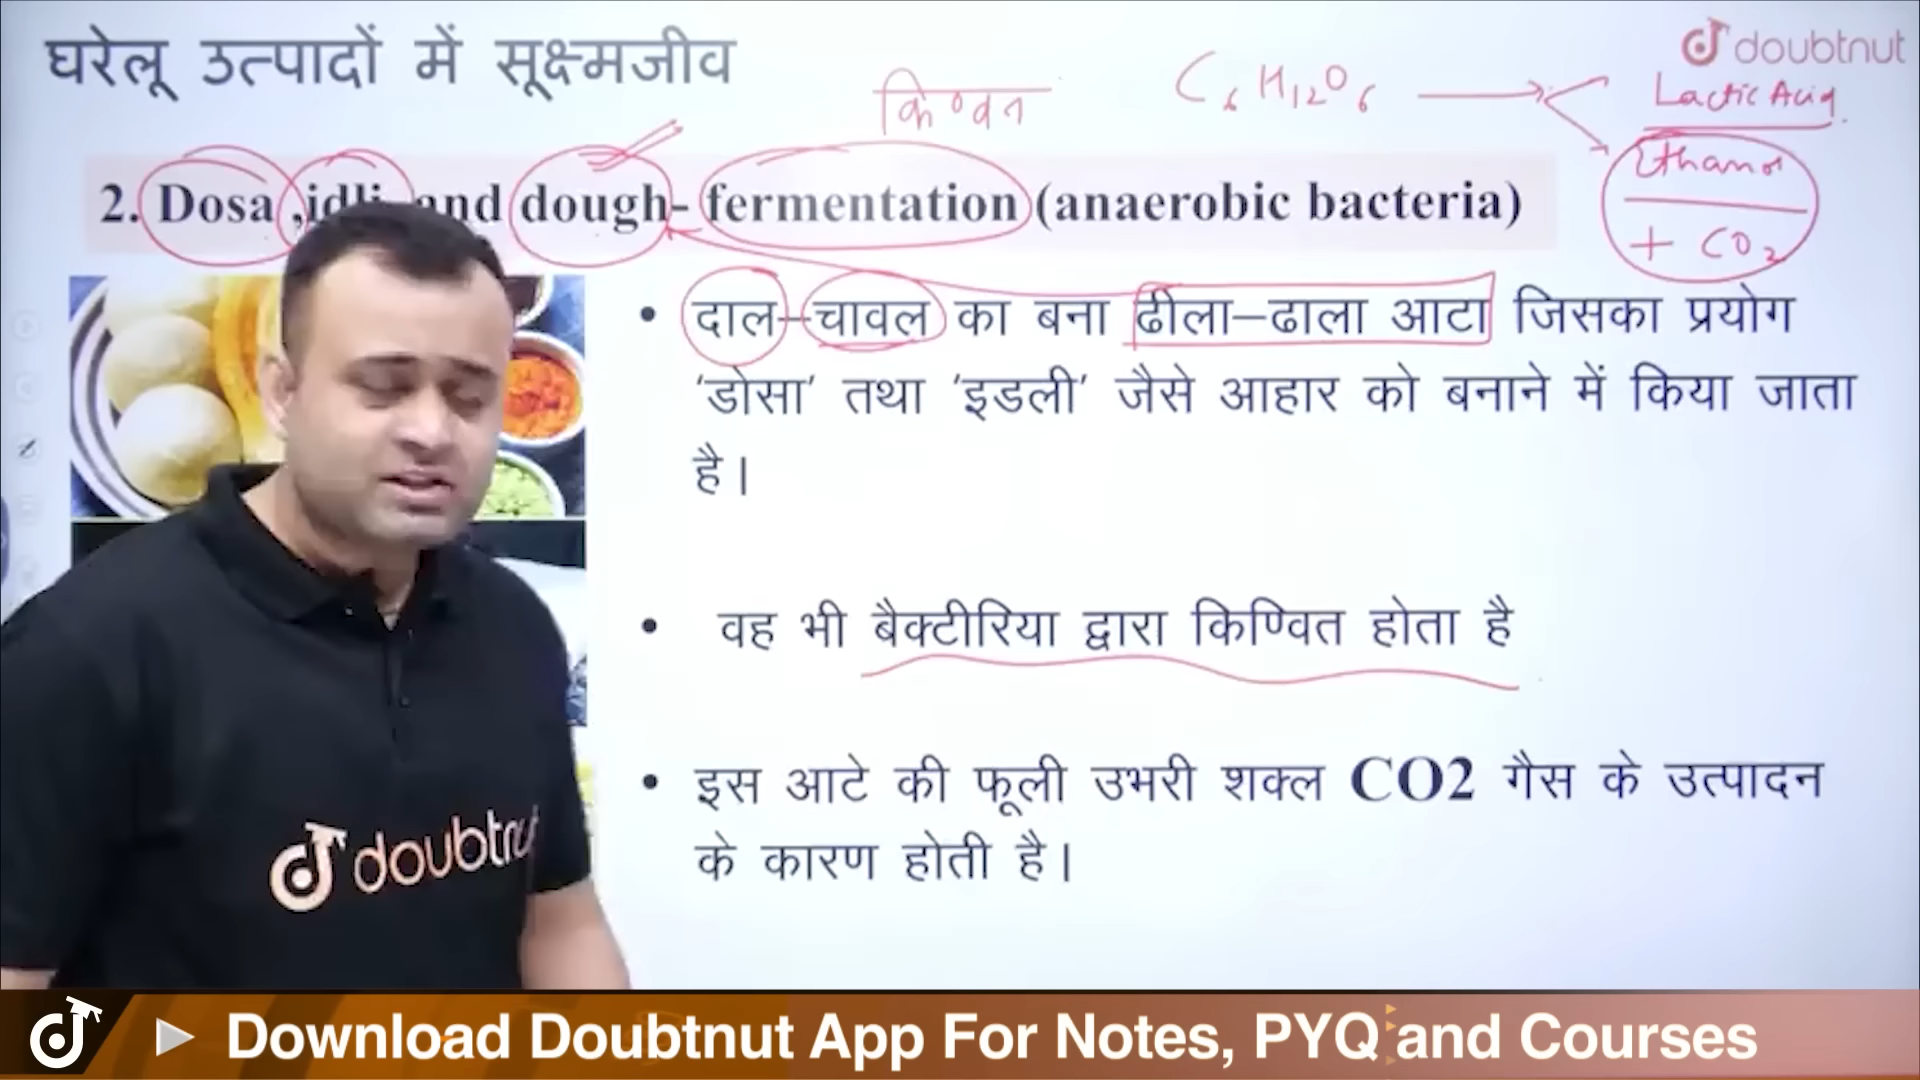 घरेलू उत्पादों में सूक्ष्मजीव
doubtnut
किण्वन
C6H12O6
Lactic Acid
Ethanol
+ CO2
2. Dosa ,idli and dough- fermentation (anaerobic bacteria)
• दाल–चावल का बना ढीला–ढाला आटा जिसका प्रयोग
'डोसा' तथा 'इडली' जैसे आहार को बनाने में किया जाता
है।
• वह भी बैक्टीरिया द्वारा किण्वित होता है
• इस आटे की फूली उभरी शक्ल CO2 गैस के उत्पादन
के कारण होती है।
doubtnut
Download Doubtnut App For Notes, PYQ and Courses